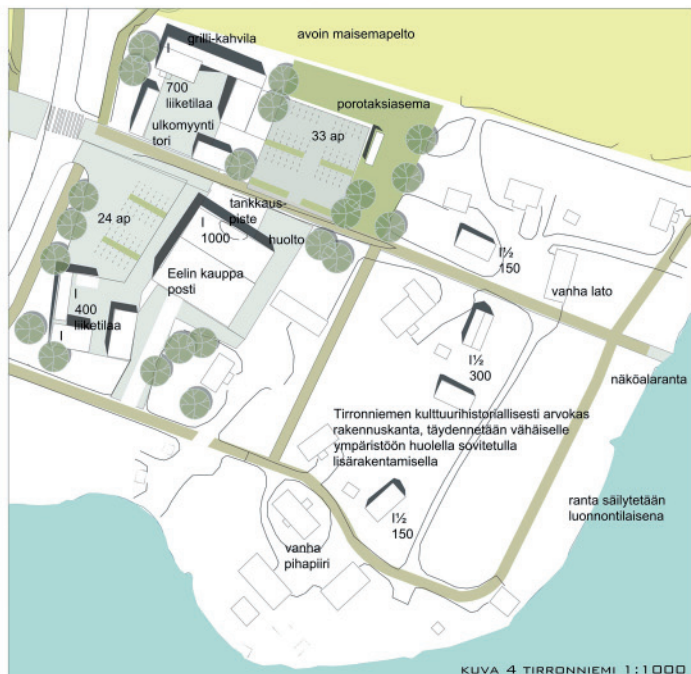 avoin maisemapelto
grilli-kahvila
I
700
liiketilaa
ulkomyynti
tori
33 ap
porotaksiasema
24 ap
tankkaus-
piste
I
1000
huolto
Eelin kauppa
posti
I
400
liiketilaa
I
I½
150
vanha lato
I½
300
näköalaranta
Tirronniemen kulttuurihistoriallisesti arvokas
rakennuskanta, täydennetään vähäiselle
ympäristöön huolella sovitetulla
lisärakentamisella
ranta säilytetään
luonnontilaisena
I½
150
vanha
pihapiiri
KUVA 4 TIRRONNIEMI 1:1000